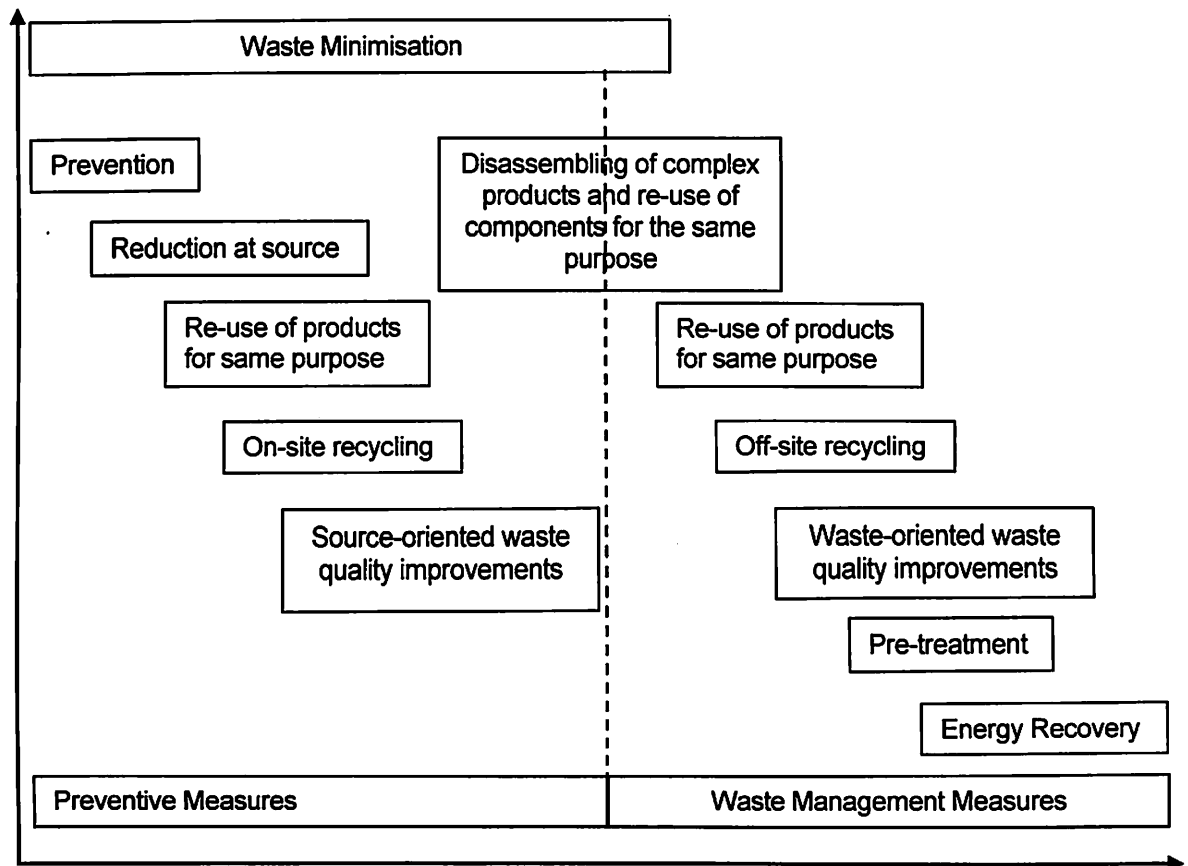 Waste Minimisation
Prevention
Disassembling of complex
products and re-use of
components for the same
purpose
Reduction at source
Re-use of products
for same purpose
Re-use of products
for same purpose
On-site recycling
Off-site recycling
Source-oriented waste
quality improvements
Waste-oriented waste
quality improvements
Pre-treatment
Energy Recovery
Preventive Measures
Waste Management Measures